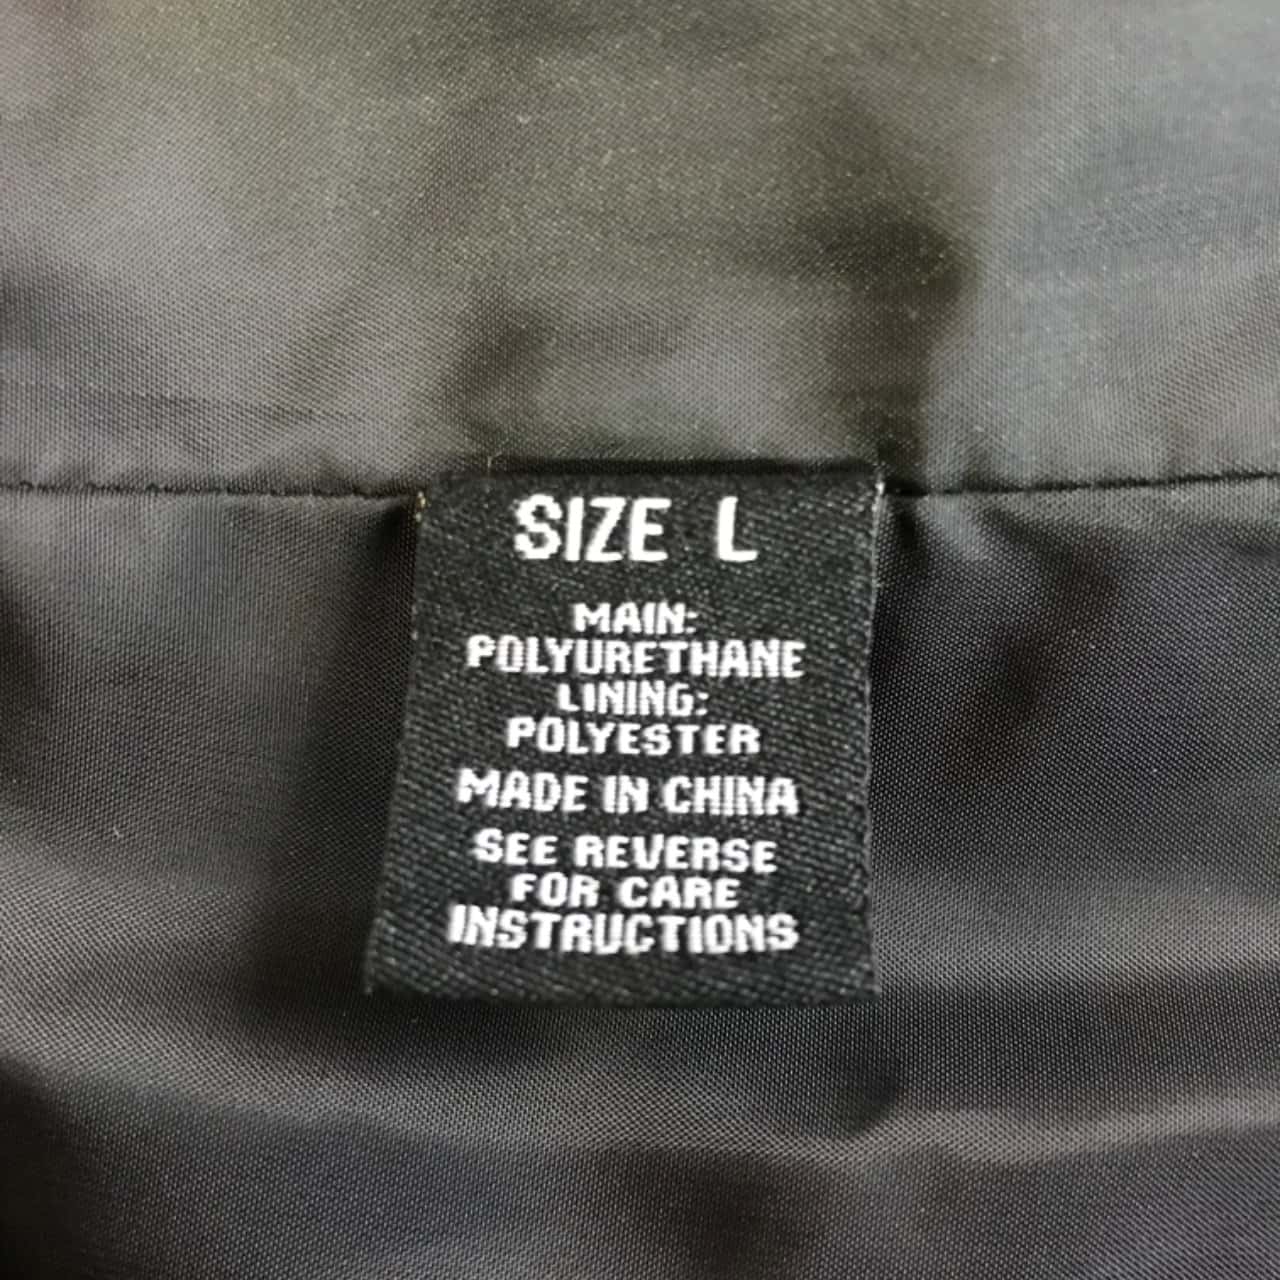 SIZE L
MAIN:
POLYURETHANE
LINING:
POLYESTER
MADE IN CHINA
SEE REVERSE
FOR CARE
INSTRUCTIONS